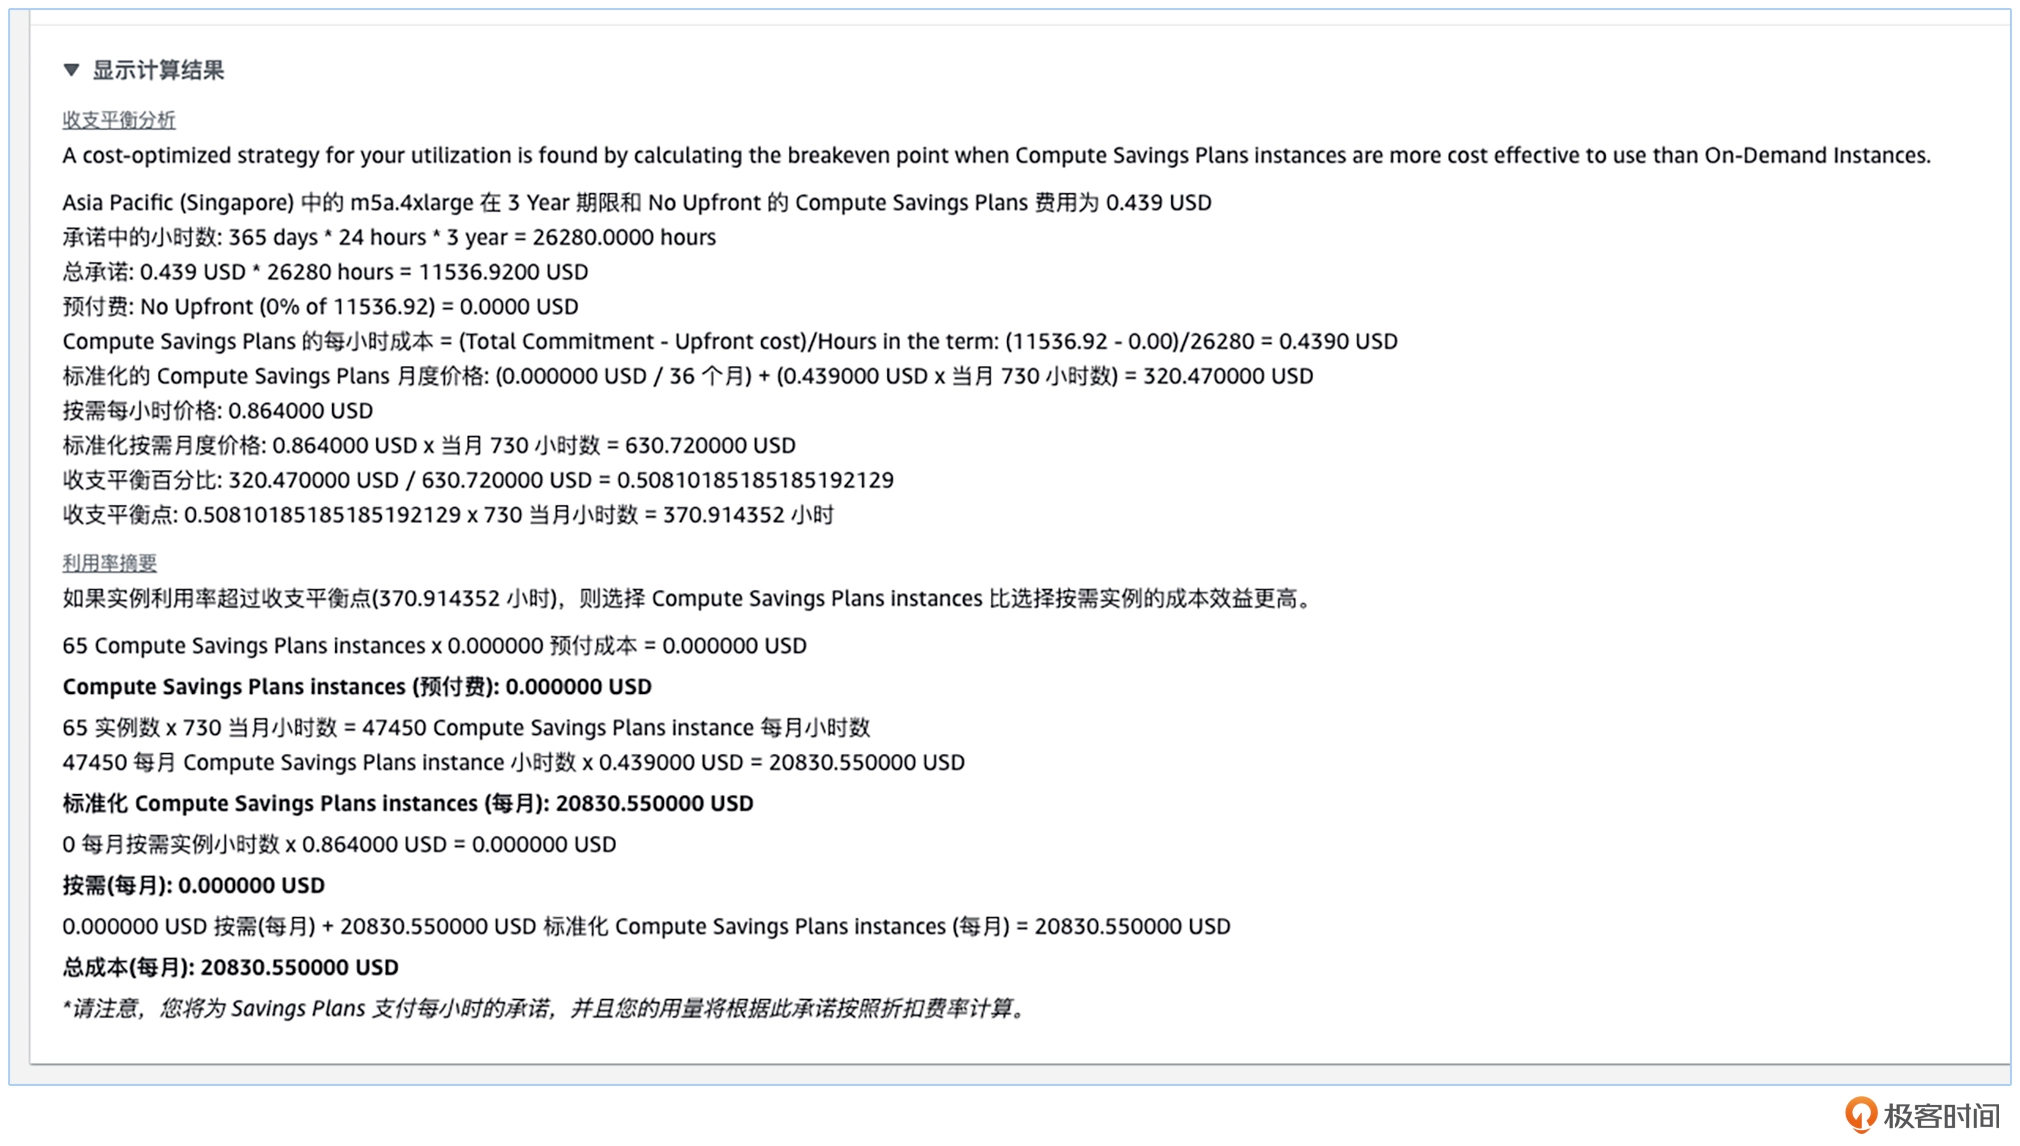 ▼ 显示计算结果
收支平衡分析
A cost-optimized strategy for your utilization is found by calculating the breakeven point when Compute Savings Plans instances are more cost effective to use than On-Demand Instances.
Asia Pacific (Singapore) 中的 m5a.4xlarge 在 3 Year 期限和 No Upfront 的 Compute Savings Plans 费用为 0.439 USD
承诺中的小时数: 365 days * 24 hours * 3 year = 26280.0000 hours
总承诺: 0.439 USD * 26280 hours = 11536.9200 USD
预付费: No Upfront (0% of 11536.92) = 0.0000 USD
Compute Savings Plans 的每小时成本 = (Total Commitment - Upfront cost)/Hours in the term: (11536.92 - 0.00)/26280 = 0.4390 USD
标准化的 Compute Savings Plans 月度价格: (0.000000 USD / 36 个月) + (0.439000 USD x 当月 730 小时数) = 320.470000 USD
按需每小时价格: 0.864000 USD
标准化按需月度价格: 0.864000 USD x 当月 730 小时数 = 630.720000 USD
收支平衡百分比: 320.470000 USD / 630.720000 USD = 0.50810185185185192129
收支平衡点: 0.50810185185185192129 x 730 当月小时数 = 370.914352 小时
利用率摘要
如果实例利用率超过收支平衡点(370.914352 小时)，则选择 Compute Savings Plans instances 比选择按需实例的成本效益更高。
65 Compute Savings Plans instances x 0.000000 预付成本 = 0.000000 USD
Compute Savings Plans instances (预付费): 0.000000 USD
65 实例数 x 730 当月小时数 = 47450 Compute Savings Plans instance 每月小时数
47450 每月 Compute Savings Plans instance 小时数 x 0.439000 USD = 20830.550000 USD
标准化 Compute Savings Plans instances (每月): 20830.550000 USD
0 每月按需实例小时数 x 0.864000 USD = 0.000000 USD
按需(每月): 0.000000 USD
0.000000 USD 按需(每月) + 20830.550000 USD 标准化 Compute Savings Plans instances (每月) = 20830.550000 USD
总成本(每月): 20830.550000 USD
*请注意，您将为 Savings Plans 支付每小时的承诺，并且您的用量将根据此承诺按照折扣费率计算。
极客时间